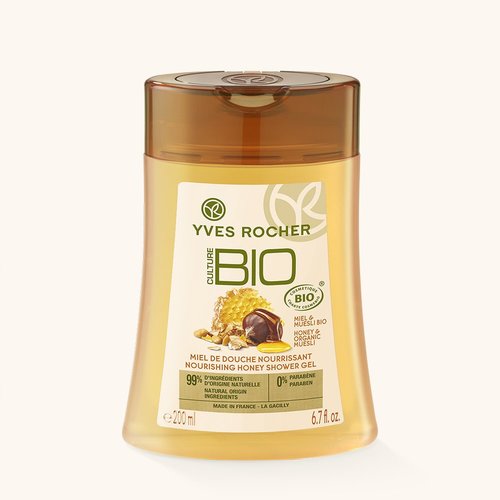 YVES ROCHER
CULTURE
BIO
COSMÉTIQUE
BIO
MIEL &
MUESLI BIO
HONEY &
ORGANIC
MUESLI
MIEL DE DOUCHE NOURRISSANT
NOURISHING HONEY SHOWER GEL
99%
D'INGRÉDIENTS
D'ORIGINE NATURELLE
NATURAL ORIGIN
INGREDIENTS
0%
PARABÈNE
PARABEN
MADE IN FRANCE - LA GACILLY
℮200 ml
6.7 fl. oz.